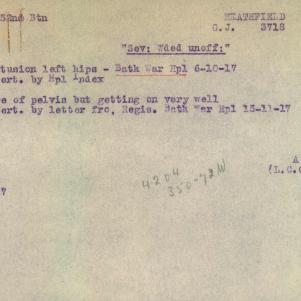 52nd Btn HEATHFIELD
G.J. 3718
"Sev: Wded unoff:"
tusion left hips - Bath War Hpl 6-10-17
ert. by Hpl Index
e of pelvis but getting on very well
ert. by letter fro, Regis. Bath War Hpl 15-11-17
A
(L.C.
7
4204
350-72W